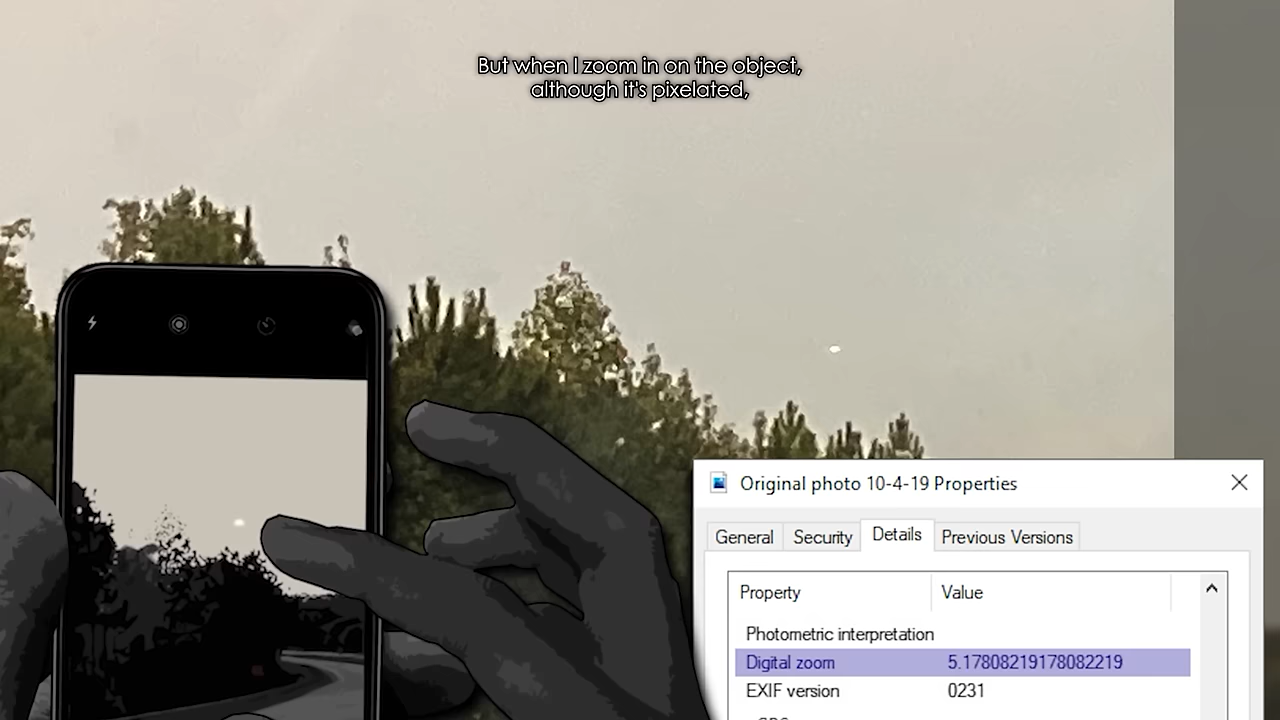 But when I zoom in on the object,
although it's pixelated,
Original photo 10-4-19 Properties
General Security Details Previous Versions
Property Value
Photometric interpretation
Digital zoom 5.17808219178082219
EXIF version 0231